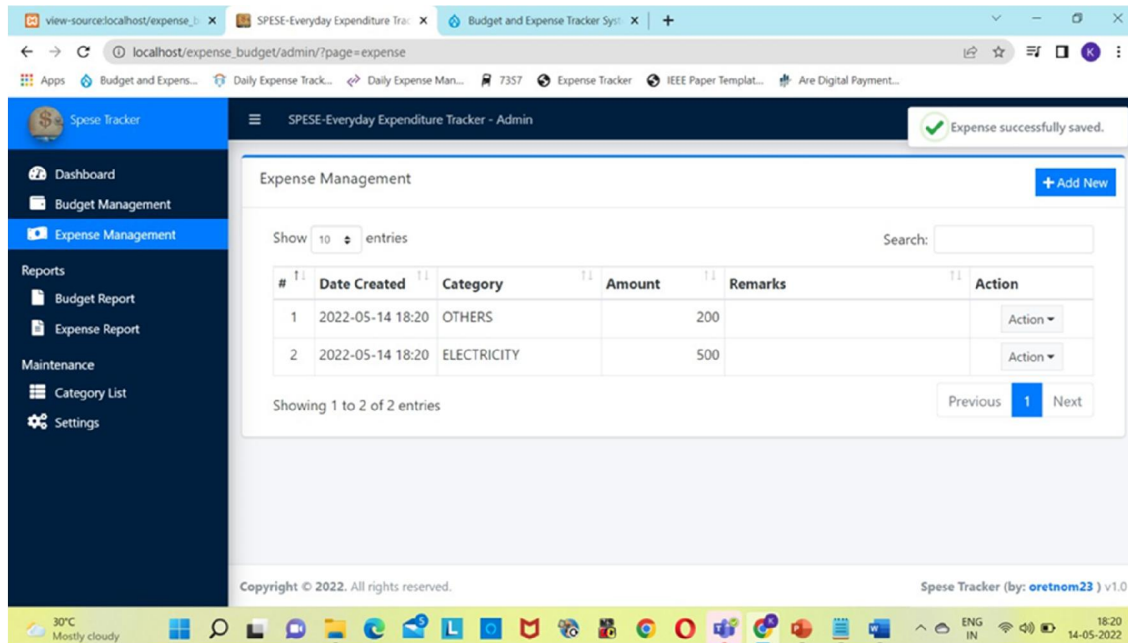 view-source:localhost/expense_b
SPESE-Everyday Expenditure Trac
Budget and Expense Tracker Syst
localhost/expense_budget/admin/?page=expense
K
Apps
Budget and Expens...
Daily Expense Track...
Daily Expense Man...
7357
Expense Tracker
IEEE Paper Templat...
Are Digital Payment...
Spese Tracker
SPESE-Everyday Expenditure Tracker - Admin
Expense successfully saved.
Dashboard
Budget Management
Expense Management
Reports
Budget Report
Expense Report
Maintenance
Category List
Settings
Expense Management
+ Add New
Show 10 entries
Search:
# Date Created Category Amount Remarks Action
1 2022-05-14 18:20 OTHERS 200 Action
2 2022-05-14 18:20 ELECTRICITY 500 Action
Showing 1 to 2 of 2 entries
Previous 1 Next
Copyright © 2022. All rights reserved.
Spese Tracker (by: oretnom23 ) v1.0
30°C
Mostly cloudy
L
ENG
IN
18:20
14-05-2022